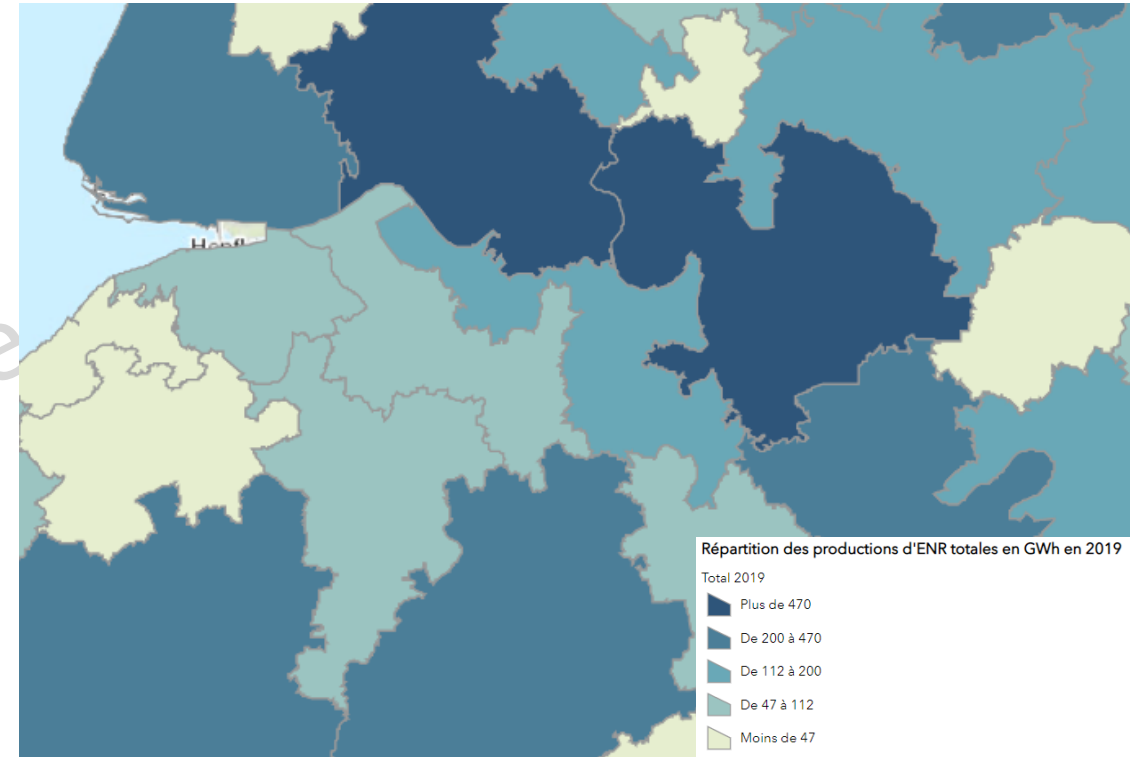 Répartition des productions d'ENR totales en GWh en 2019
Total 2019
Plus de 470
De 200 à 470
De 112 à 200
De 47 à 112
Moins de 47